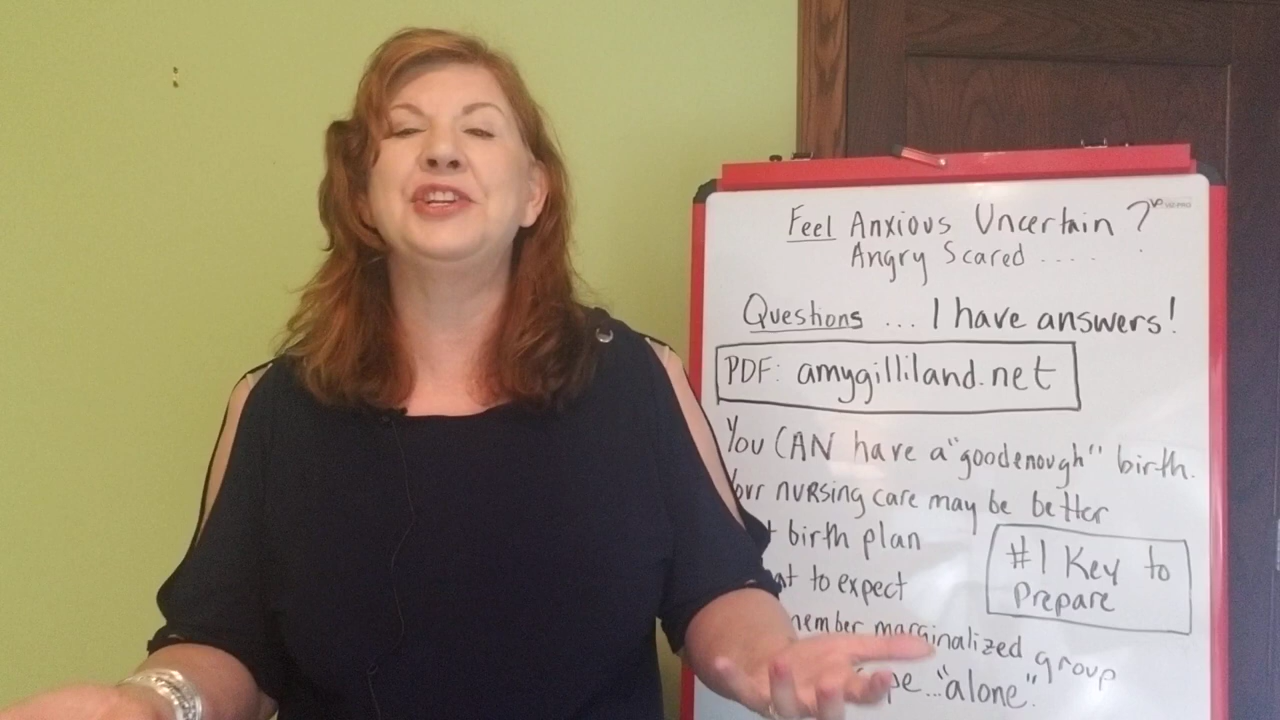 Feel Anxious Uncertain ?
Angry Scared ....
Questions ... I have answers!
PDF: amygilliland.net
You CAN have a "goodenough" birth.
nursing care may be better
birth plan
to expect
#1 Key to
Prepare
marginalized group
... "alone".